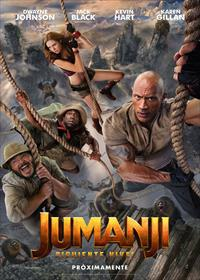 DWAYNE JOHNSON JACK BLACK KEVIN HART KAREN GILLAN
JUMANJI
SIGUIENTE NIVEL
PRÓXIMAMENTE